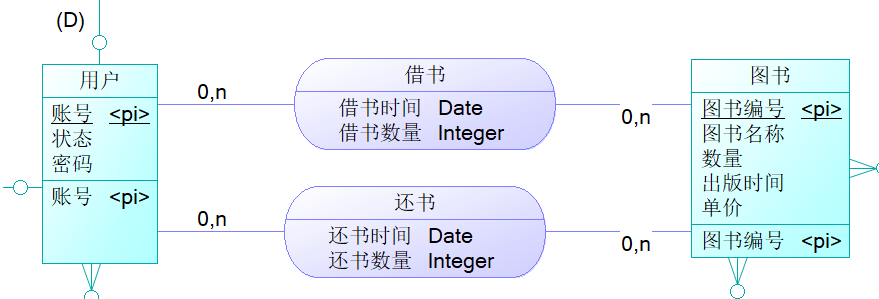 (D)
用户
账号 <pi>
状态
密码
账号 <pi>
0,n
借书
借书时间 Date
借书数量 Integer
0,n
0,n
还书
还书时间 Date
还书数量 Integer
0,n
图书
图书编号 <pi>
图书名称
数量
出版时间
单价
图书编号 <pi>